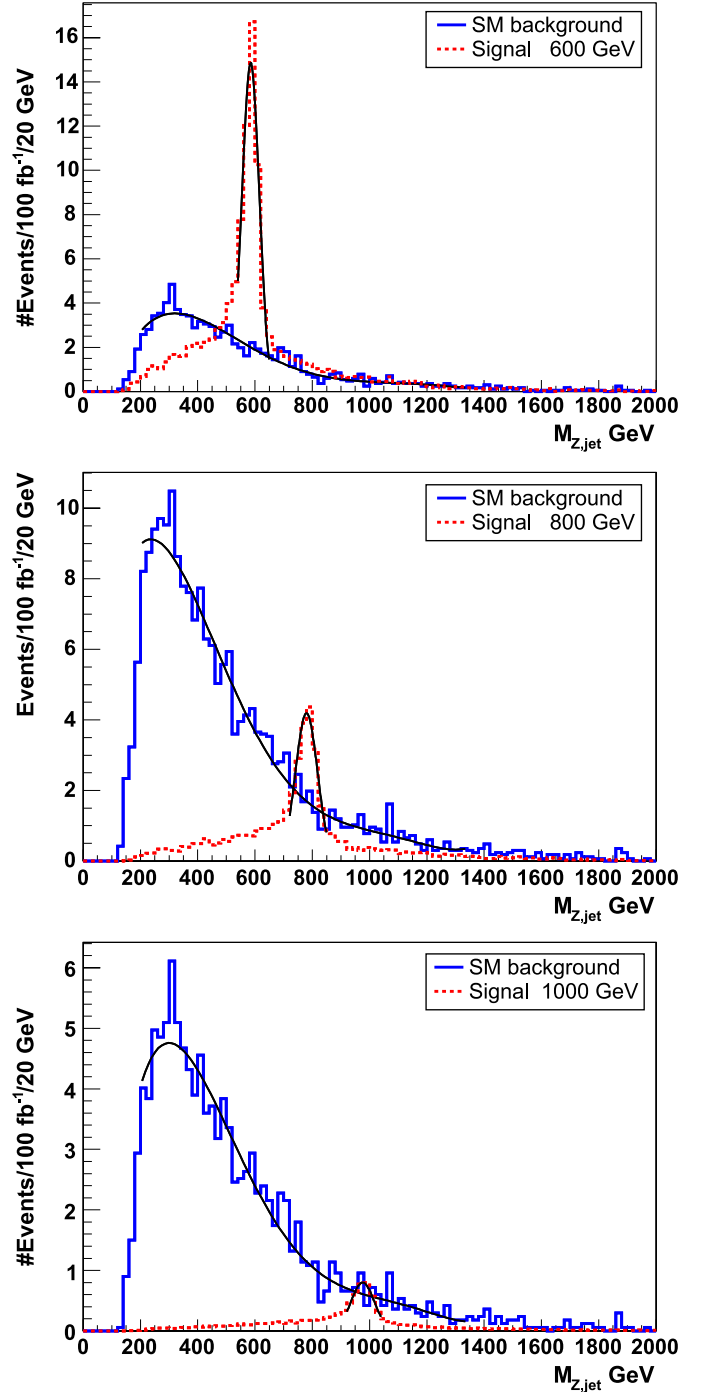 16
14
12
10
8
6
4
2
0
#Events/100 fb⁻¹/20 GeV
SM background
Signal 600 GeV
0 200 400 600 800 1000 1200 1400 1600 1800 2000
M_Z,jet GeV
10
8
6
4
2
0
Events/100 fb⁻¹/20 GeV
SM background
Signal 800 GeV
0 200 400 600 800 1000 1200 1400 1600 1800 2000
M_Z,jet GeV
6
5
4
3
2
1
0
#Events/100 fb⁻¹/20 GeV
SM background
Signal 1000 GeV
0 200 400 600 800 1000 1200 1400 1600 1800 2000
M_Z,jet GeV